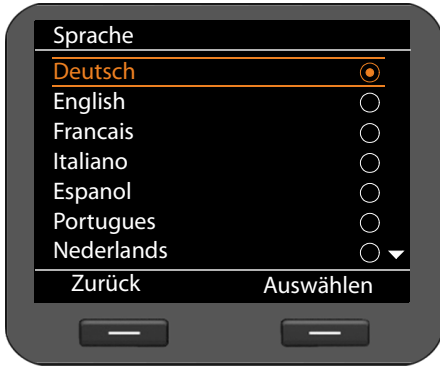 Sprache
Deutsch
English
Francais
Italiano
Espanol
Portugues
Nederlands
Zurück Auswählen